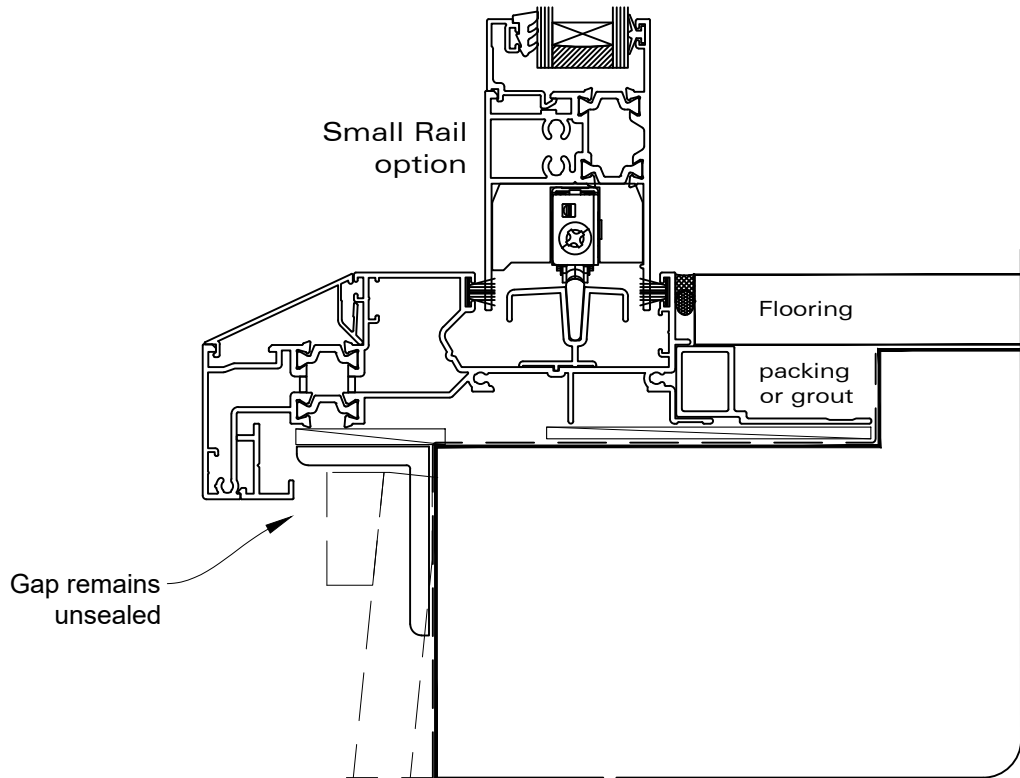 Small Rail
option
Flooring
packing
or grout
Gap remains
unsealed